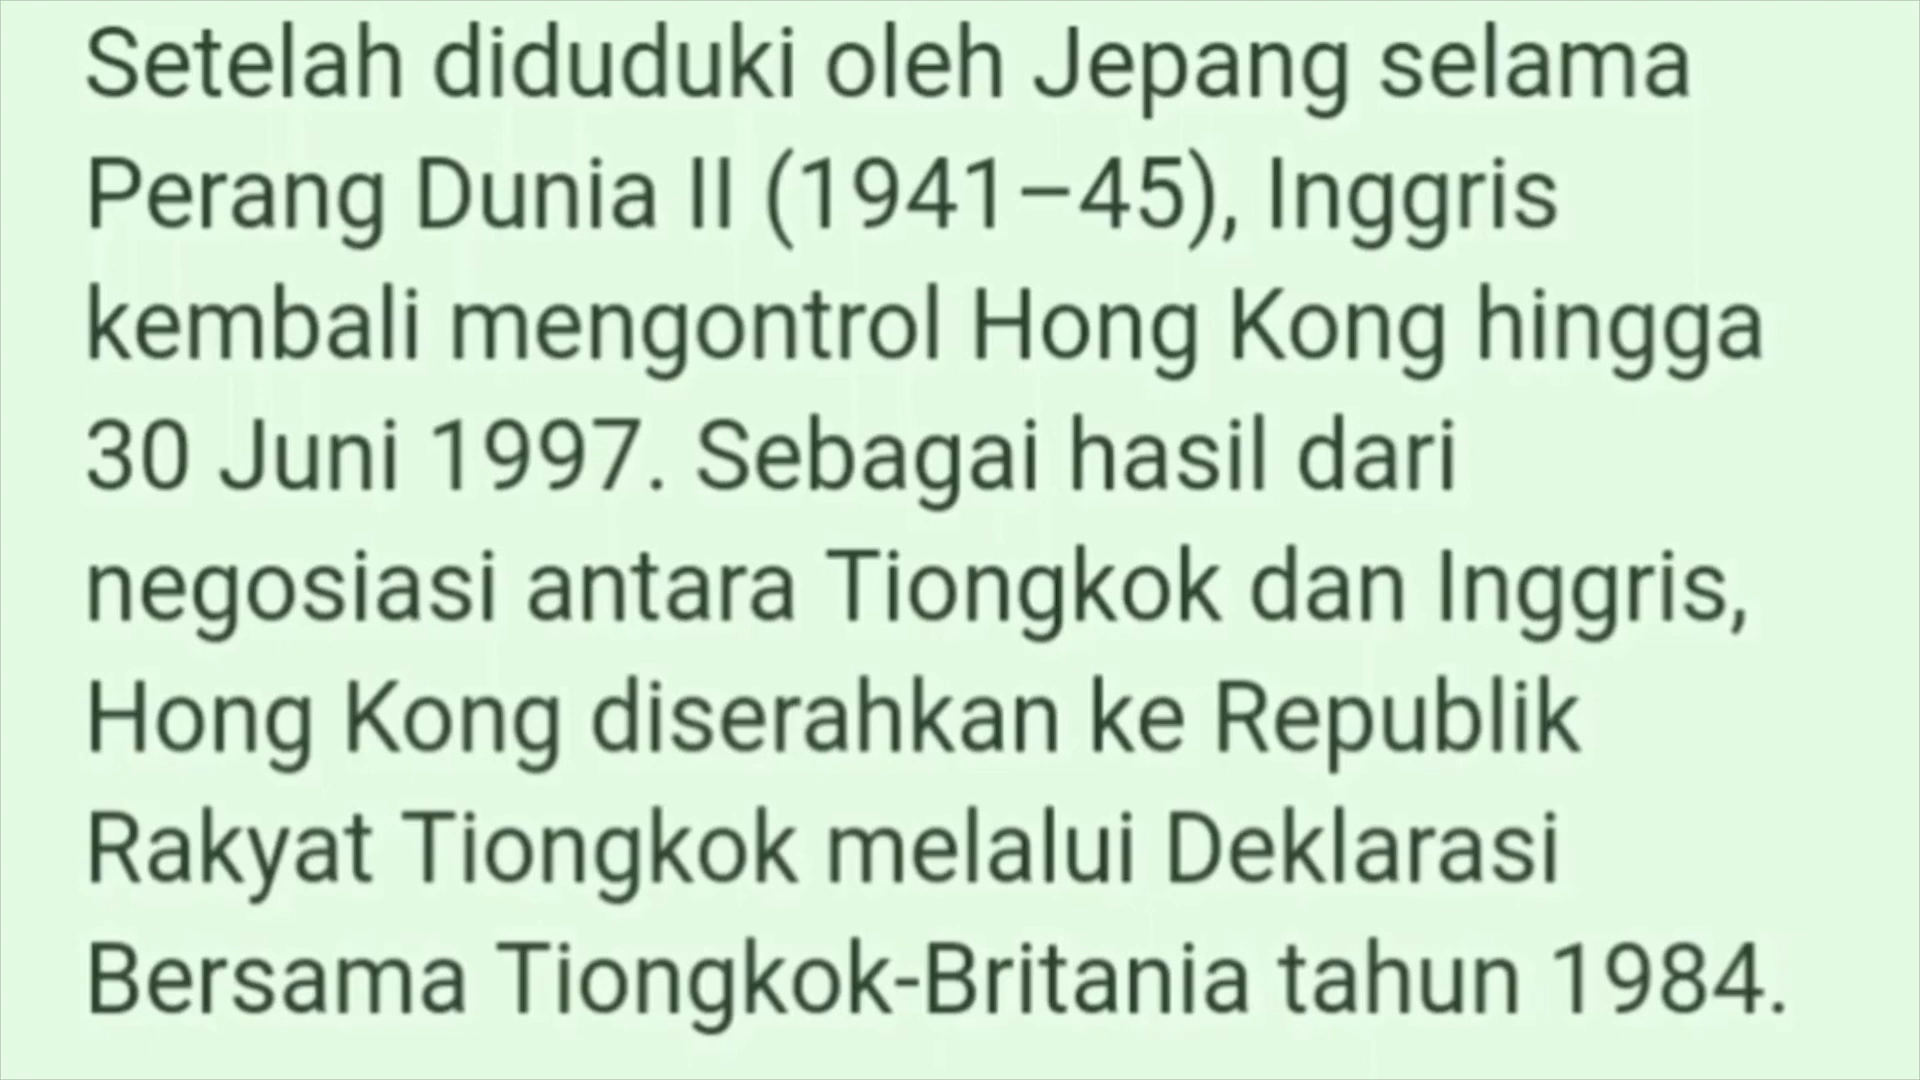 Setelah diduduki oleh Jepang selama
Perang Dunia II (1941–45), Inggris
kembali mengontrol Hong Kong hingga
30 Juni 1997. Sebagai hasil dari
negosiasi antara Tiongkok dan Inggris,
Hong Kong diserahkan ke Republik
Rakyat Tiongkok melalui Deklarasi
Bersama Tiongkok-Britania tahun 1984.